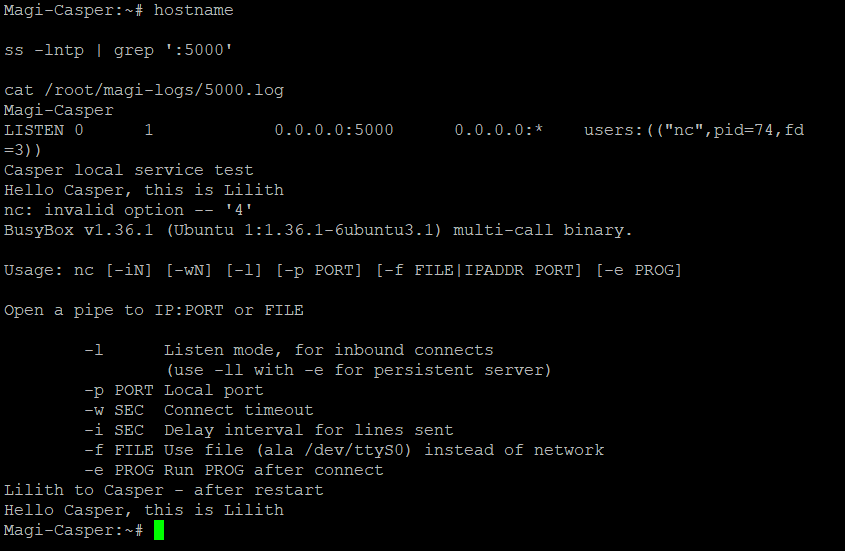 Magi-Casper:~# hostname
ss -lntp | grep ':5000'
cat /root/magi-logs/5000.log
Magi-Casper
LISTEN 0      1            0.0.0.0:5000      0.0.0.0:*    users:(("nc",pid=74,fd
=3))
Casper local service test
Hello Casper, this is Lilith
nc: invalid option -- '4'
BusyBox v1.36.1 (Ubuntu 1:1.36.1-6ubuntu3.1) multi-call binary.
Usage: nc [-iN] [-wN] [-l] [-p PORT] [-f FILE|IPADDR PORT] [-e PROG]
Open a pipe to IP:PORT or FILE
        -l      Listen mode, for inbound connects
                (use -ll with -e for persistent server)
        -p PORT Local port
        -w SEC  Connect timeout
        -i SEC  Delay interval for lines sent
        -f FILE Use file (ala /dev/ttyS0) instead of network
        -e PROG Run PROG after connect
Lilith to Casper - after restart
Hello Casper, this is Lilith
Magi-Casper:~#